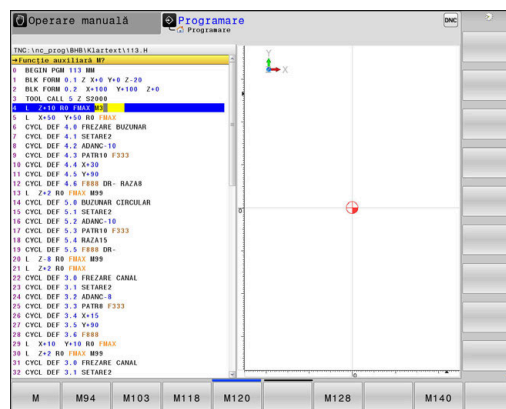 Operare manuală
Programare
Programare
DNC
TNC:\nc_prog\BHB\Klartext\113.H
→Funcţie auxiliară M?
0 BEGIN PGM 113 MM
1 BLK FORM 0.1 Z X+0 Y+0 Z-20
2 BLK FORM 0.2 X+100 Y+100 Z+0
3 TOOL CALL 5 Z S2000
4 L Z+10 R0 FMAX M3
5 L X+50 Y+50 R0 FMAX
6 CYCL DEF 4.0 FREZARE BUZUNAR
7 CYCL DEF 4.1 SETARE2
8 CYCL DEF 4.2 ADANC-10
9 CYCL DEF 4.3 PATR10 F333
10 CYCL DEF 4.4 X+30
11 CYCL DEF 4.5 Y+90
12 CYCL DEF 4.6 F888 DR- RAZA8
13 L Z+2 R0 FMAX M99
14 CYCL DEF 5.0 BUZUNAR CIRCULAR
15 CYCL DEF 5.1 SETARE2
16 CYCL DEF 5.2 ADANC-10
17 CYCL DEF 5.3 PATR10 F333
18 CYCL DEF 5.4 RAZA15
19 CYCL DEF 5.5 F888 DR-
20 L Z-8 R0 FMAX M99
21 L Z+2 R0 FMAX
22 CYCL DEF 3.0 FREZARE CANAL
23 CYCL DEF 3.1 SETARE2
24 CYCL DEF 3.2 ADANC-8
25 CYCL DEF 3.3 PATR8 F333
26 CYCL DEF 3.4 X+15
27 CYCL DEF 3.5 Y+90
28 CYCL DEF 3.6 F888
29 L X+10 Y+10 R0 FMAX
30 L Z+2 R0 FMAX M99
31 CYCL DEF 3.0 FREZARE CANAL
32 CYCL DEF 3.1 SETARE2
Y
X
0
0
M
M94
M103
M118
M120
M128
M140